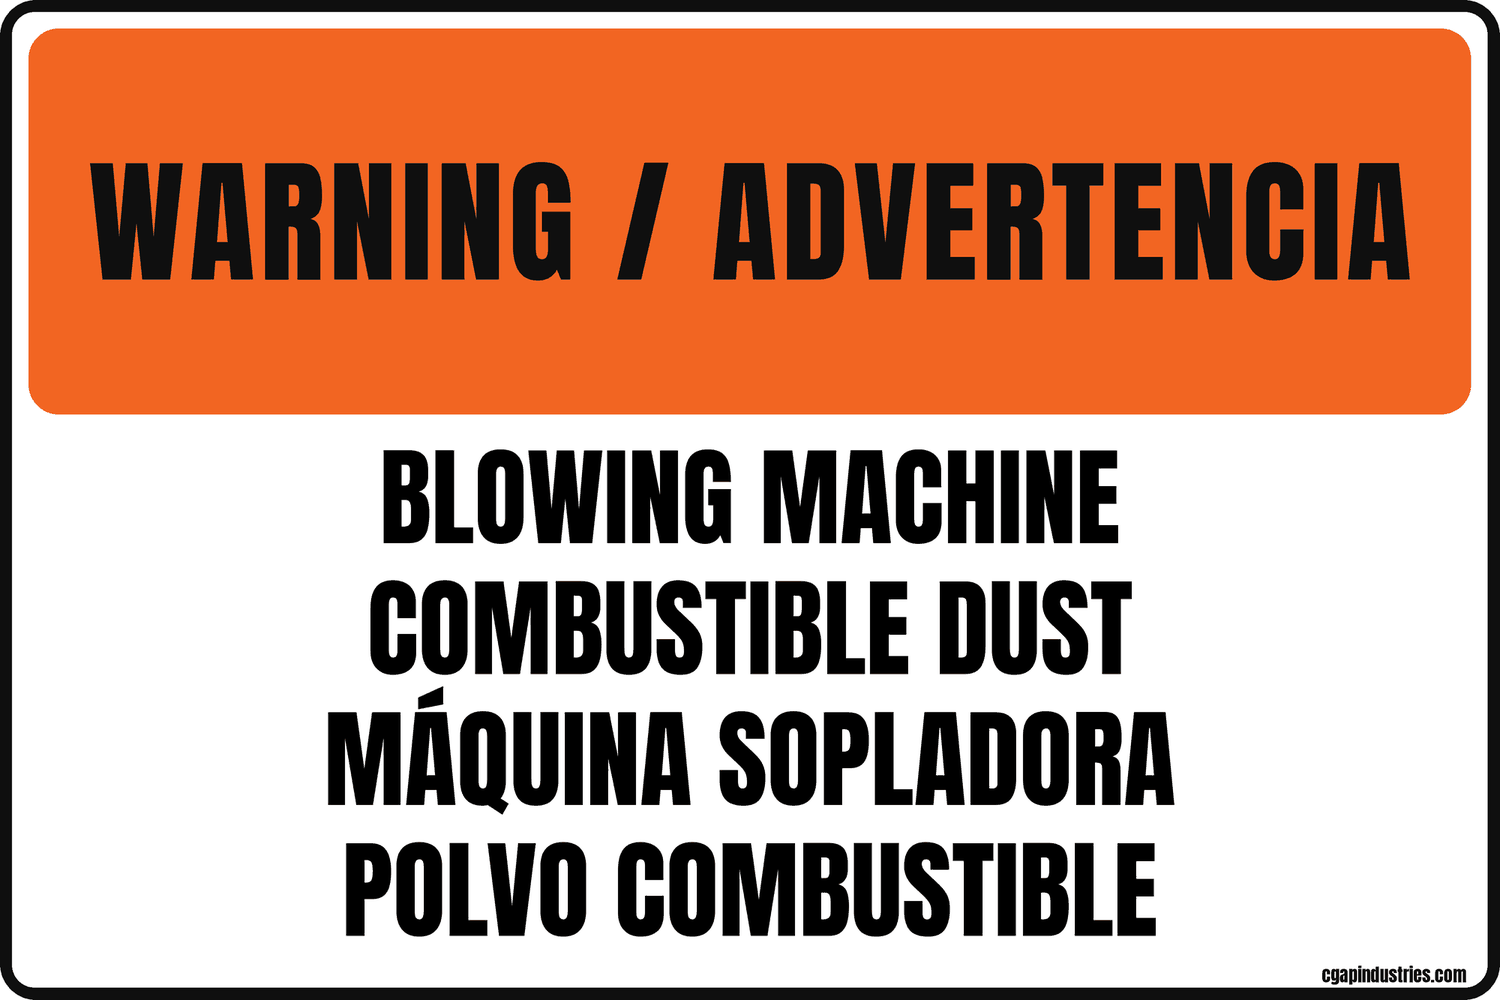 WARNING / ADVERTENCIA
BLOWING MACHINE
COMBUSTIBLE DUST
MÁQUINA SOPLADORA
POLVO COMBUSTIBLE
cgapindustries.com